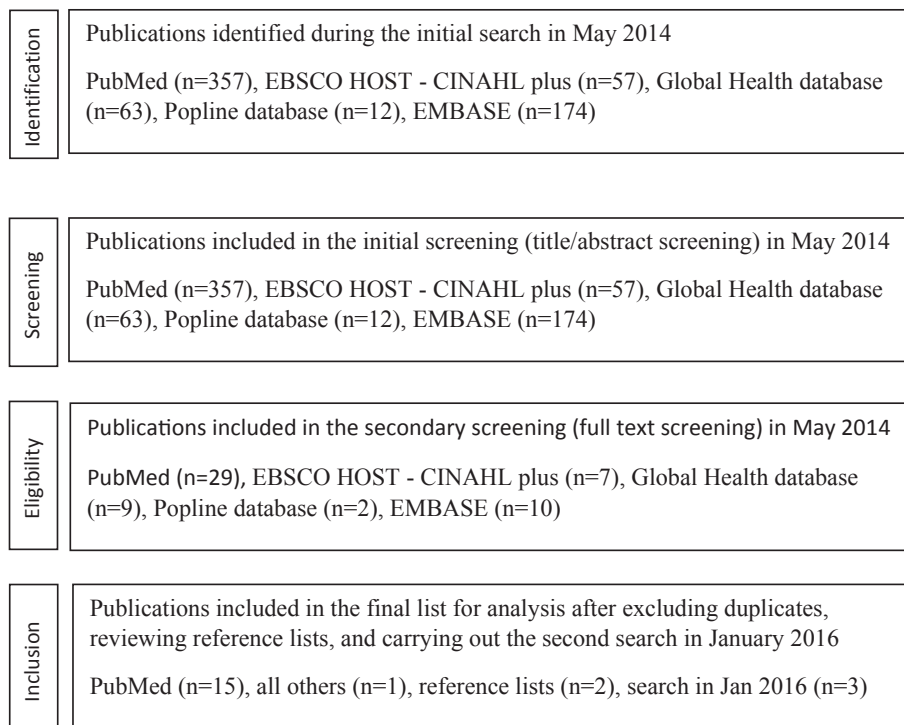 Identification
Publications identified during the initial search in May 2014
PubMed (n=357), EBSCO HOST - CINAHL plus (n=57), Global Health database
(n=63), Popline database (n=12), EMBASE (n=174)
Screening
Publications included in the initial screening (title/abstract screening) in May 2014
PubMed (n=357), EBSCO HOST - CINAHL plus (n=57), Global Health database
(n=63), Popline database (n=12), EMBASE (n=174)
Eligibility
Publications included in the secondary screening (full text screening) in May 2014
PubMed (n=29), EBSCO HOST - CINAHL plus (n=7), Global Health database
(n=9), Popline database (n=2), EMBASE (n=10)
Inclusion
Publications included in the final list for analysis after excluding duplicates,
reviewing reference lists, and carrying out the second search in January 2016
PubMed (n=15), all others (n=1), reference lists (n=2), search in Jan 2016 (n=3)